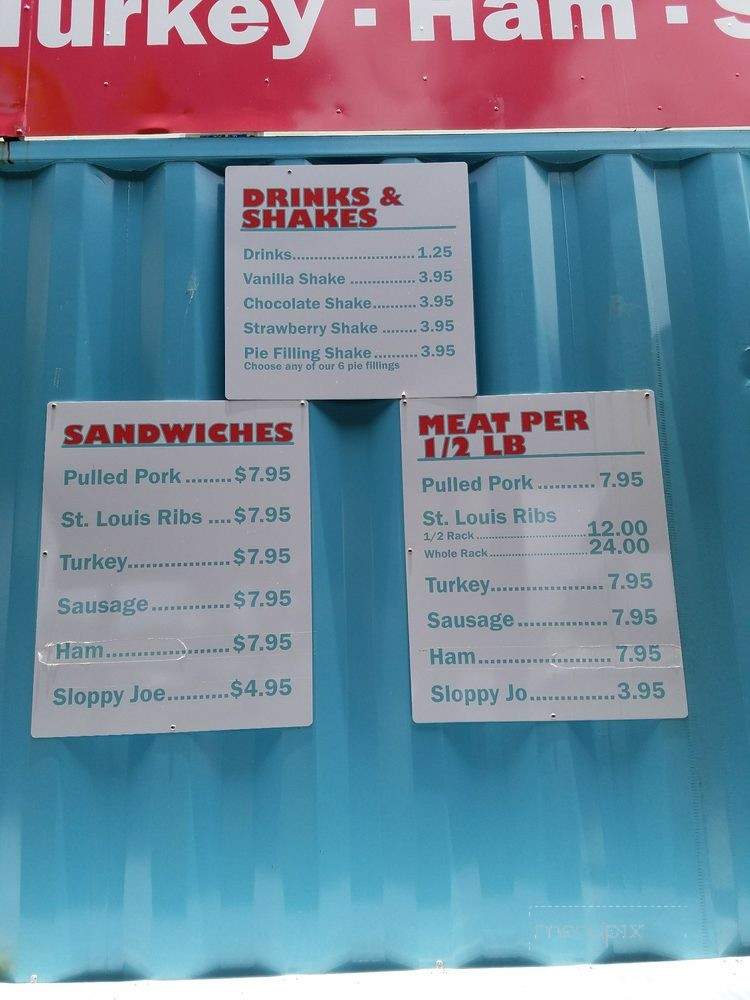 Turkey · Ham · S
DRINKS &
SHAKES
Drinks.............................. 1.25
Vanilla Shake ................ 3.95
Chocolate Shake........... 3.95
Strawberry Shake ........ 3.95
Pie Filling Shake........... 3.95
Choose any of our 6 pie fillings
SANDWICHES
Pulled Pork ........ $7.95
St. Louis Ribs .... $7.95
Turkey.................. $7.95
Sausage .............. $7.95
Ham...................... $7.95
Sloppy Joe.......... $4.95
MEAT PER
1/2 LB
Pulled Pork .......... 7.95
St. Louis Ribs
1/2 Rack ............................ 12.00
Whole Rack ......................... 24.00
Turkey..................... 7.95
Sausage ................ 7.95
Ham........................ 7.95
Sloppy Jo............... 3.95
menupix